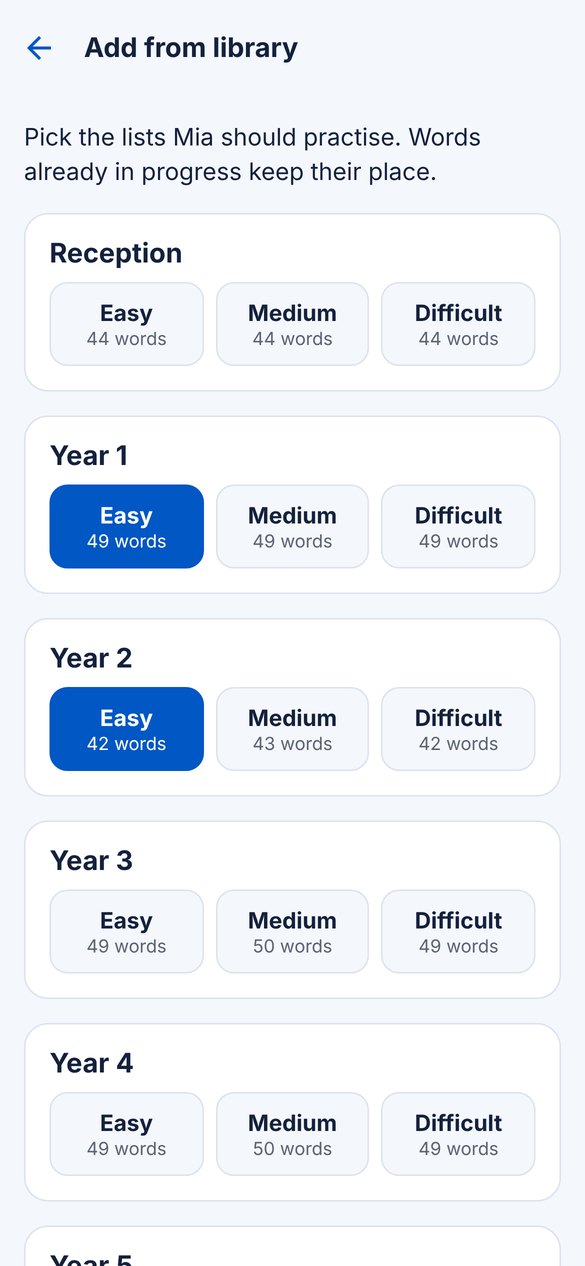 Add from library
Pick the lists Mia should practise. Words
already in progress keep their place.
Reception
Easy Medium Difficult
44 words 44 words 44 words
Year 1
Easy Medium Difficult
49 words 49 words 49 words
Year 2
Easy Medium Difficult
42 words 43 words 42 words
Year 3
Easy Medium Difficult
49 words 50 words 49 words
Year 4
Easy Medium Difficult
49 words 50 words 49 words
Year 5